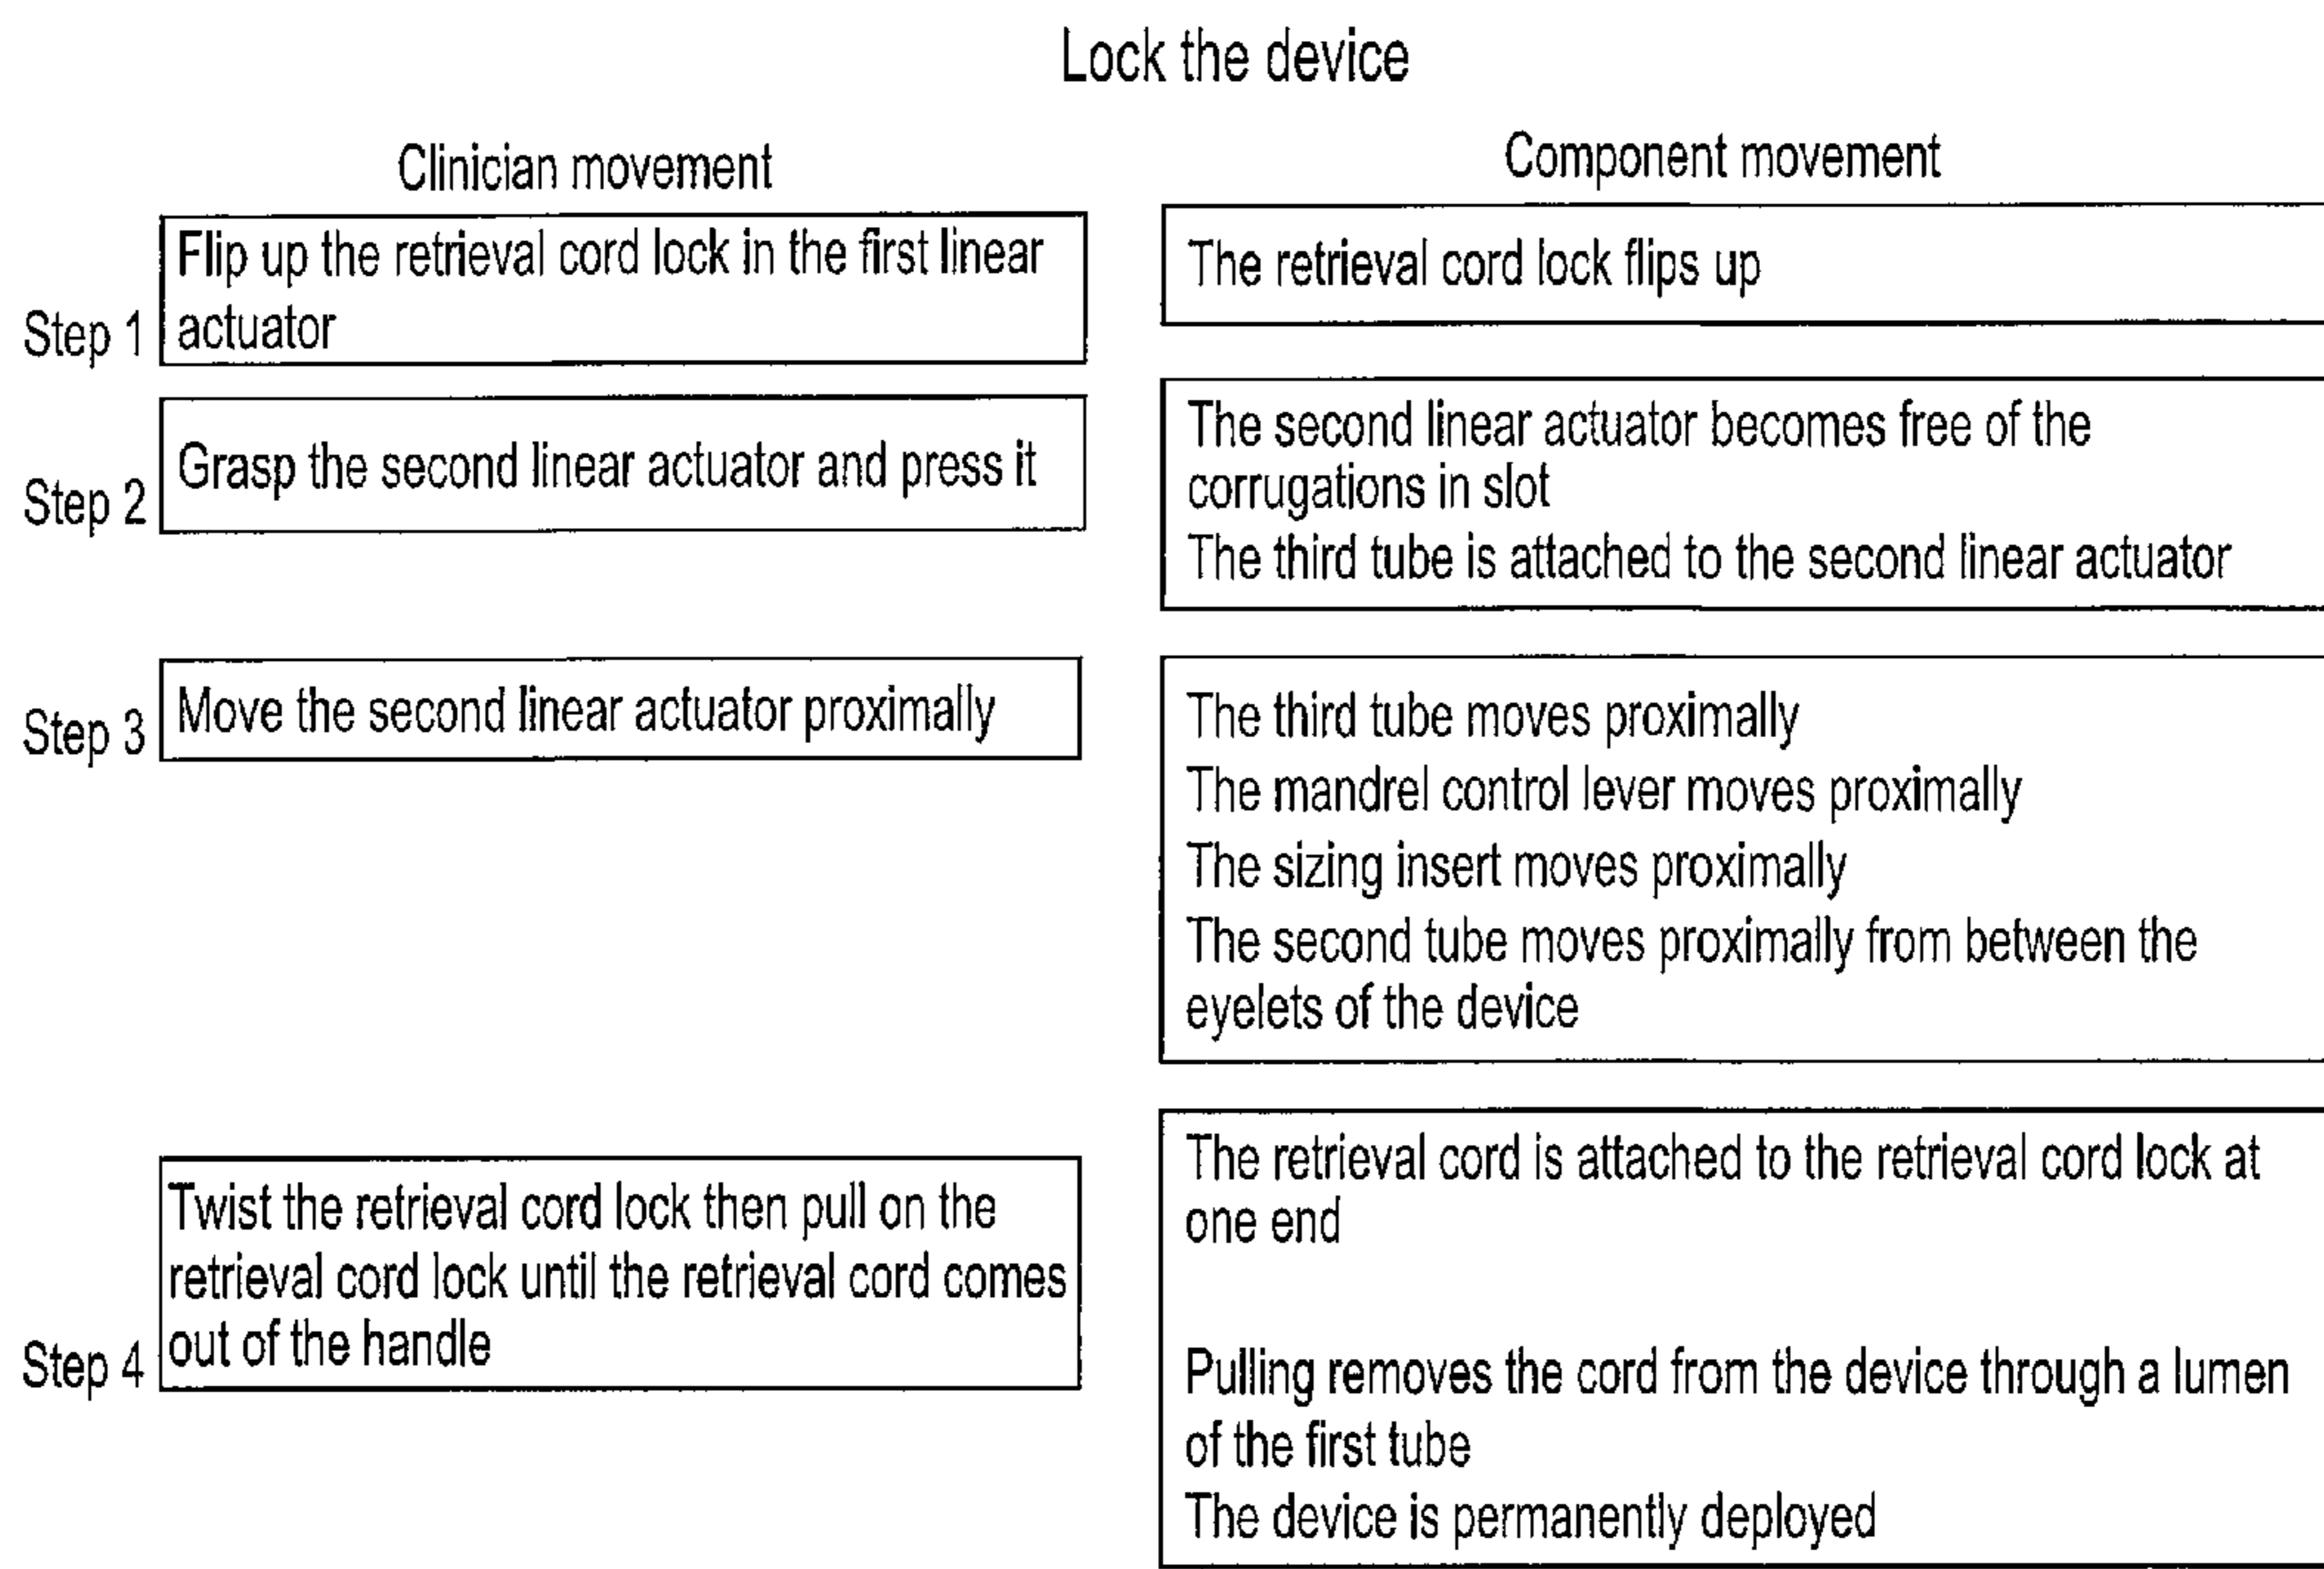 Lock the device
Clinician movement
Component movement
Step 1
Flip up the retrieval cord lock in the first linear
actuator
The retrieval cord lock flips up
Step 2
Grasp the second linear actuator and press it
The second linear actuator becomes free of the
corrugations in slot
The third tube is attached to the second linear actuator
Step 3
Move the second linear actuator proximally
The third tube moves proximally
The mandrel control lever moves proximally
The sizing insert moves proximally
The second tube moves proximally from between the
eyelets of the device
Step 4
Twist the retrieval cord lock then pull on the
retrieval cord lock until the retrieval cord comes
out of the handle
The retrieval cord is attached to the retrieval cord lock at
one end
Pulling removes the cord from the device through a lumen
of the first tube
The device is permanently deployed